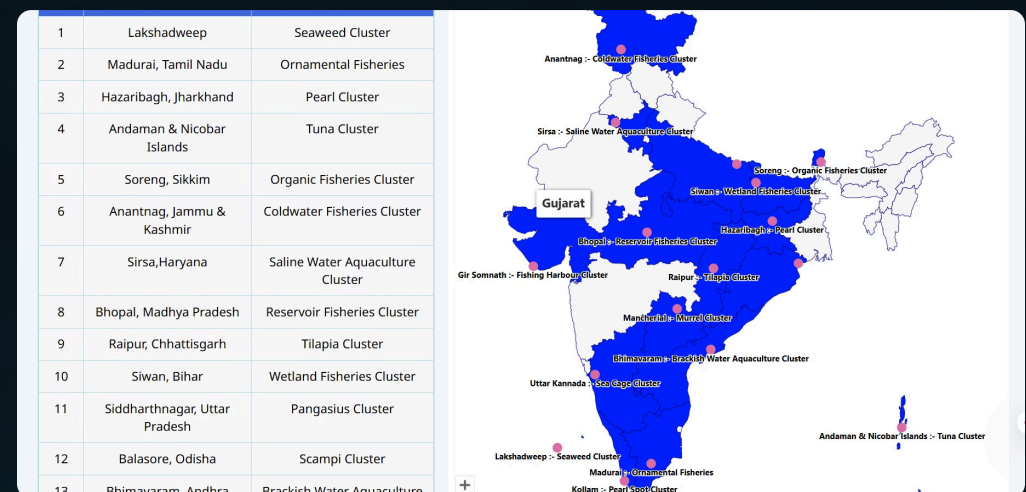 1 Lakshadweep Seaweed Cluster
2 Madurai, Tamil Nadu Ornamental Fisheries
3 Hazaribagh, Jharkhand Pearl Cluster
4 Andaman & Nicobar Tuna Cluster
Islands
5 Soreng, Sikkim Organic Fisheries Cluster
6 Anantnag, Jammu & Coldwater Fisheries Cluster
Kashmir
7 Sirsa,Haryana Saline Water Aquaculture
Cluster
8 Bhopal, Madhya Pradesh Reservoir Fisheries Cluster
9 Raipur, Chhattisgarh Tilapia Cluster
10 Siwan, Bihar Wetland Fisheries Cluster
11 Siddharthnagar, Uttar Pangasius Cluster
Pradesh
12 Balasore, Odisha Scampi Cluster
13 Bhimavaram, Andhra Brackish Water Aquaculture
Anantnag :- Coldwater Fisheries Cluster
Sirsa :- Saline Water Aquaculture Cluster
Soreng :- Organic Fisheries Cluster
Siwan :- Wetland Fisheries Cluster
Gujarat
Hazaribagh :- Pearl Cluster
Bhopal :- Reservoir Fisheries Cluster
Gir Somnath :- Fishing Harbour Cluster
Raipur :- Tilapia Cluster
Mancherial :- Murrel Cluster
Bhimavaram :- Brackish Water Aquaculture Cluster
Uttar Kannada :- Sea Cage Cluster
Andaman & Nicobar Islands :- Tuna Cluster
Lakshadweep :- Seaweed Cluster
Madurai :- Ornamental Fisheries
Kollam :- Pearl Spot Cluster
+